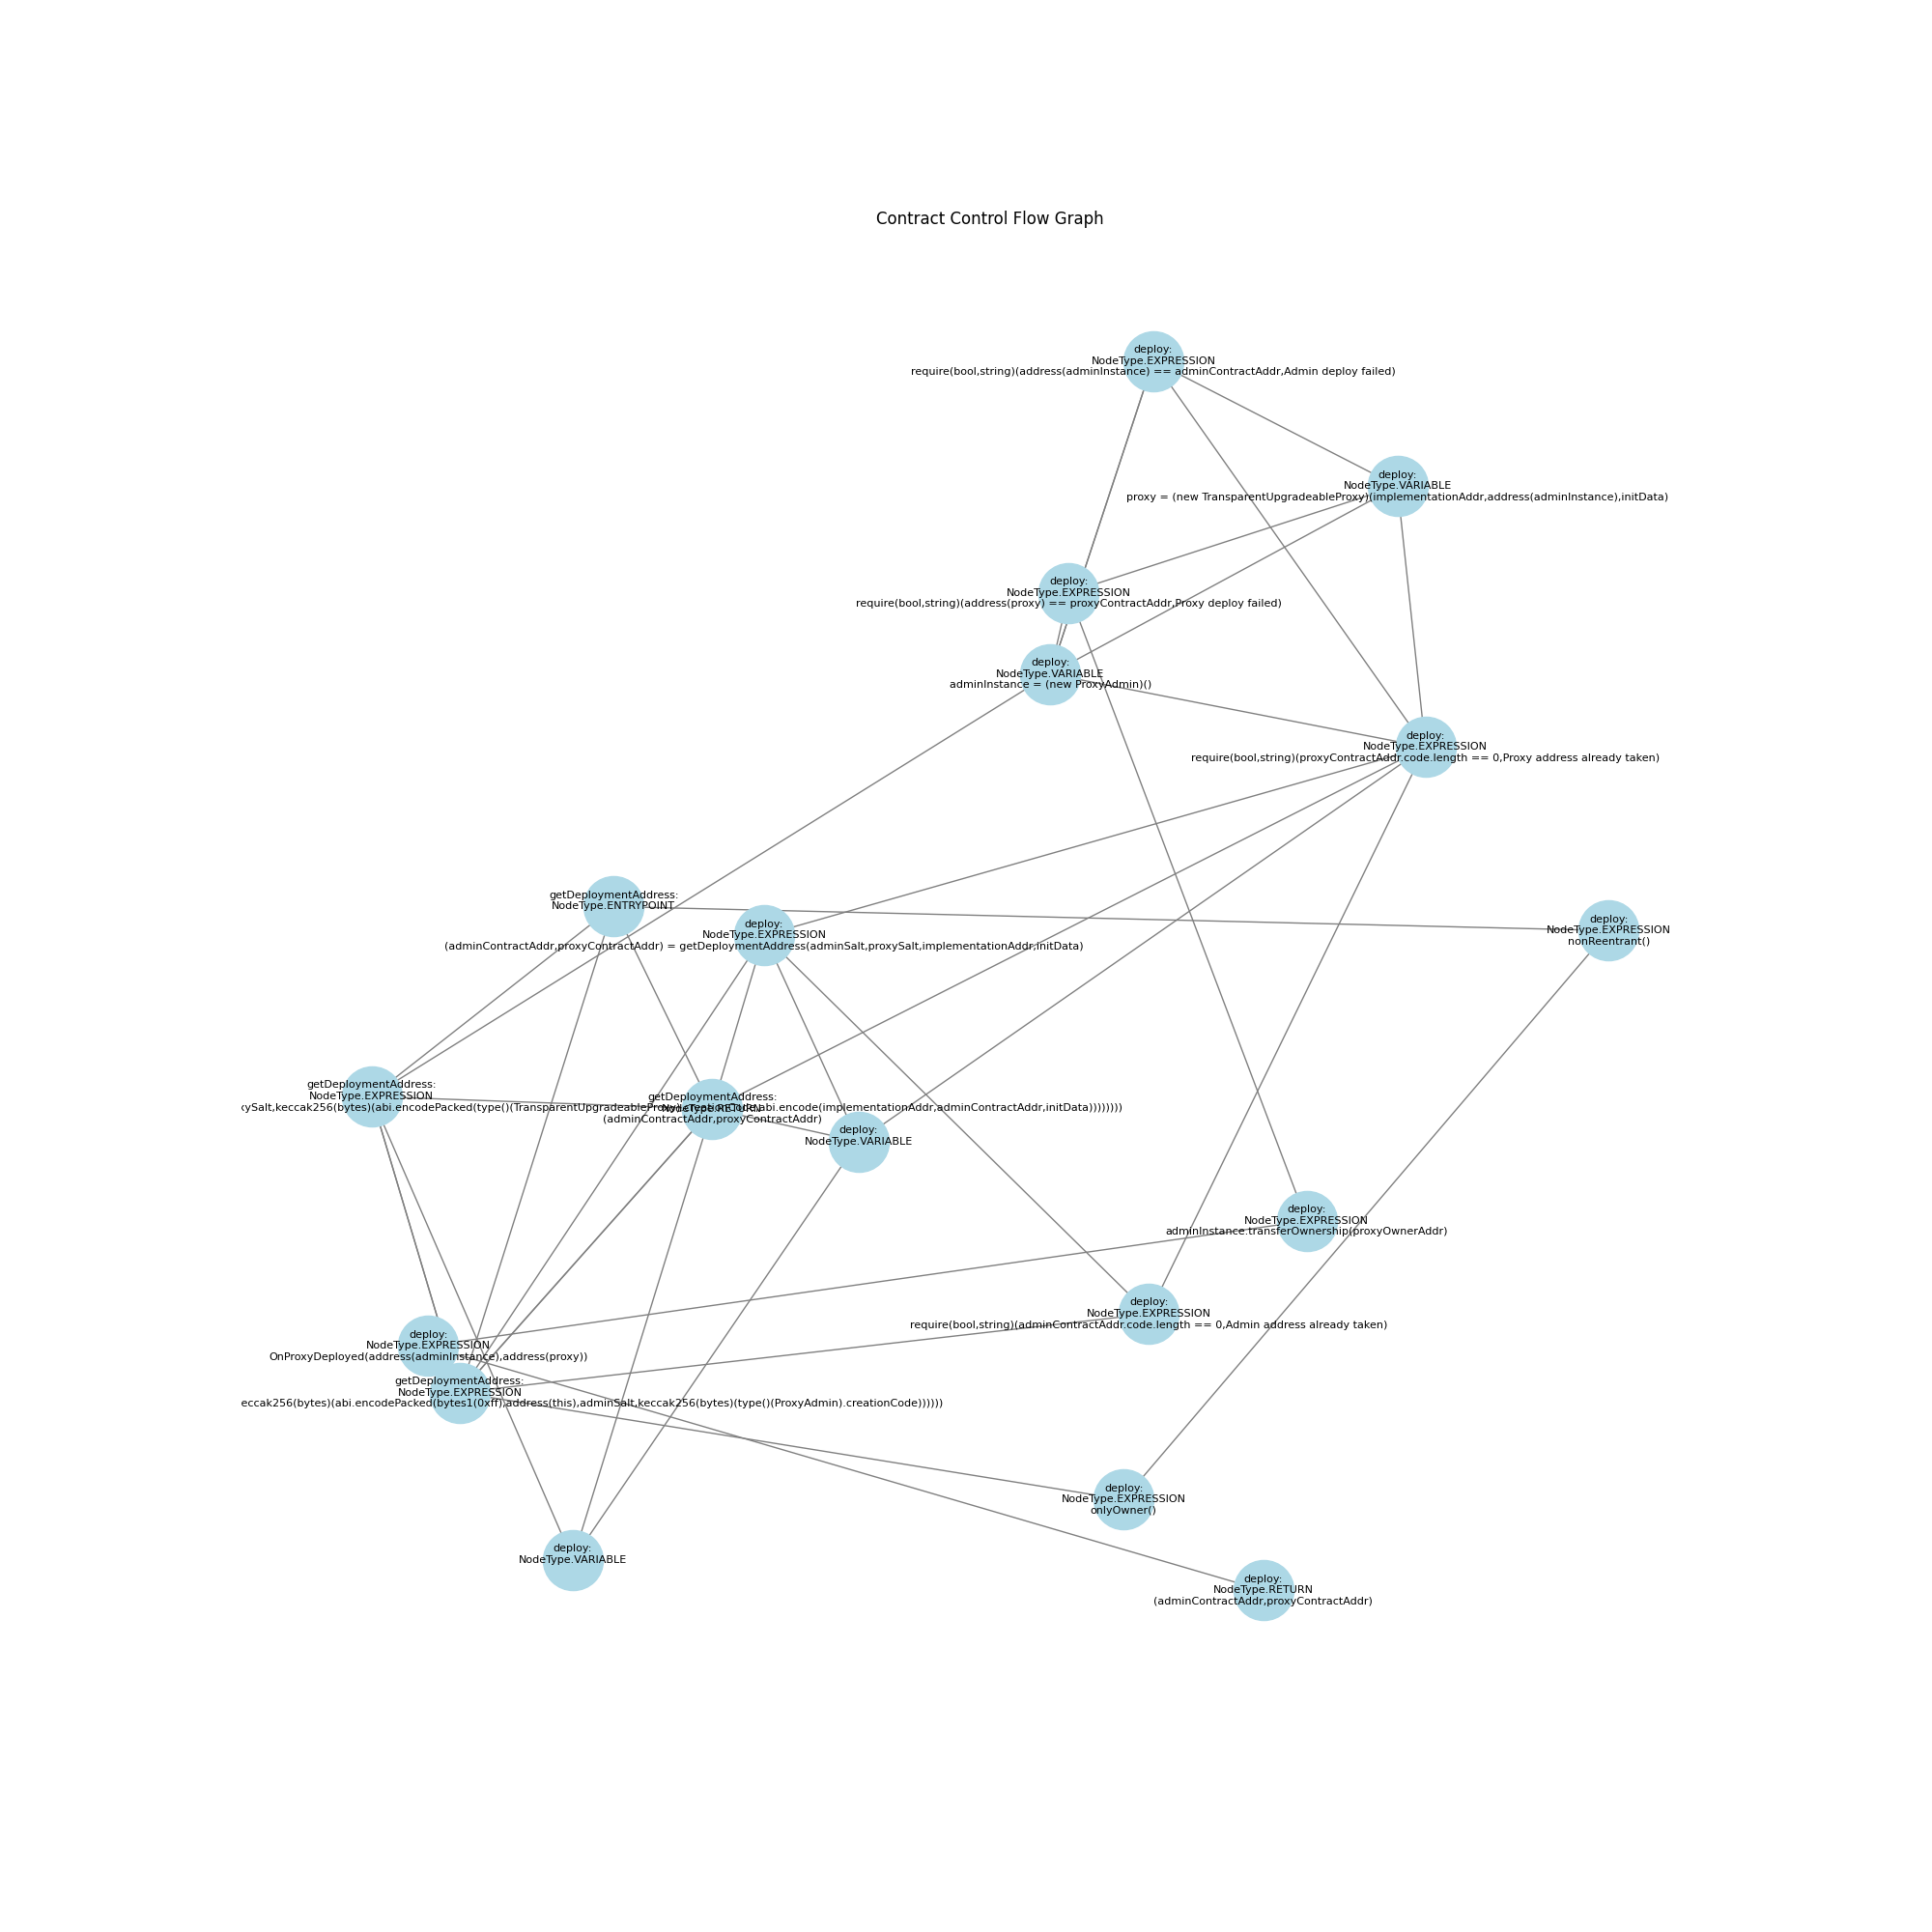 Contract Control Flow Graph
deploy:
NodeType.EXPRESSION
require(bool,string)(address(adminInstance) == adminContractAddr,Admin deploy failed)
deploy:
NodeType.VARIABLE
proxy = (new TransparentUpgradeableProxy)(implementationAddr,address(adminInstance),initData)
deploy:
NodeType.EXPRESSION
require(bool,string)(address(proxy) == proxyContractAddr,Proxy deploy failed)
deploy:
NodeType.VARIABLE
adminInstance = (new ProxyAdmin)()
deploy:
NodeType.EXPRESSION
require(bool,string)(proxyContractAddr.code.length == 0,Proxy address already taken)
getDeploymentAddress:
NodeType.ENTRYPOINT
deploy:
NodeType.EXPRESSION
(adminContractAddr,proxyContractAddr) = getDeploymentAddress(adminSalt,proxySalt,implementationAddr,initData)
deploy:
NodeType.EXPRESSION
nonReentrant()
getDeploymentAddress:
NodeType.EXPRESSION
ySalt,keccak256(bytes)(abi.encodePacked(type()(TransparentUpgradeableProxy).creationCode,abi.encode(implementationAddr,adminContractAddr,initData))))))))
getDeploymentAddress:
NodeType.RETURN
(adminContractAddr,proxyContractAddr)
deploy:
NodeType.VARIABLE
deploy:
NodeType.EXPRESSION
adminInstance.transferOwnership(proxyOwnerAddr)
deploy:
NodeType.EXPRESSION
require(bool,string)(adminContractAddr.code.length == 0,Admin address already taken)
deploy:
NodeType.EXPRESSION
OnProxyDeployed(address(adminInstance),address(proxy))
getDeploymentAddress:
NodeType.EXPRESSION
eccak256(bytes)(abi.encodePacked(bytes1(0xff),address(this),adminSalt,keccak256(bytes)(type()(ProxyAdmin).creationCode))))))
deploy:
NodeType.EXPRESSION
onlyOwner()
deploy:
NodeType.VARIABLE
deploy:
NodeType.RETURN
(adminContractAddr,proxyContractAddr)